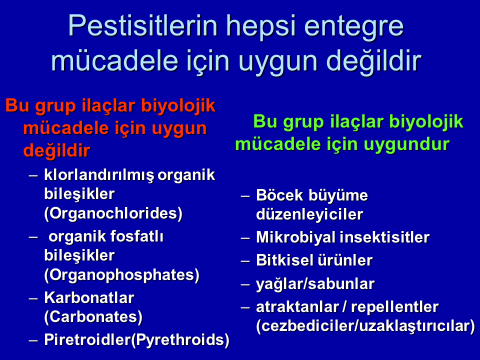 Pestisitlerin hepsi entegre
mücadele için uygun değildir
Bu grup ilaçlar biyolojik
mücadele için uygun
değildir
– klorlandırılmış organik
bileşikler
(Organochlorides)
– organik fosfatlı
bileşikler
(Organophosphates)
– Karbonatlar
(Carbonates)
– Piretroidler(Pyrethroids)
Bu grup ilaçlar biyolojik
mücadele için uygundur
– Böcek büyüme
düzenleyiciler
– Mikrobiyal insektisitler
– Bitkisel ürünler
– yağlar/sabunlar
– atraktanlar / repellentler
(cezbediciler/uzaklaştırıcılar)